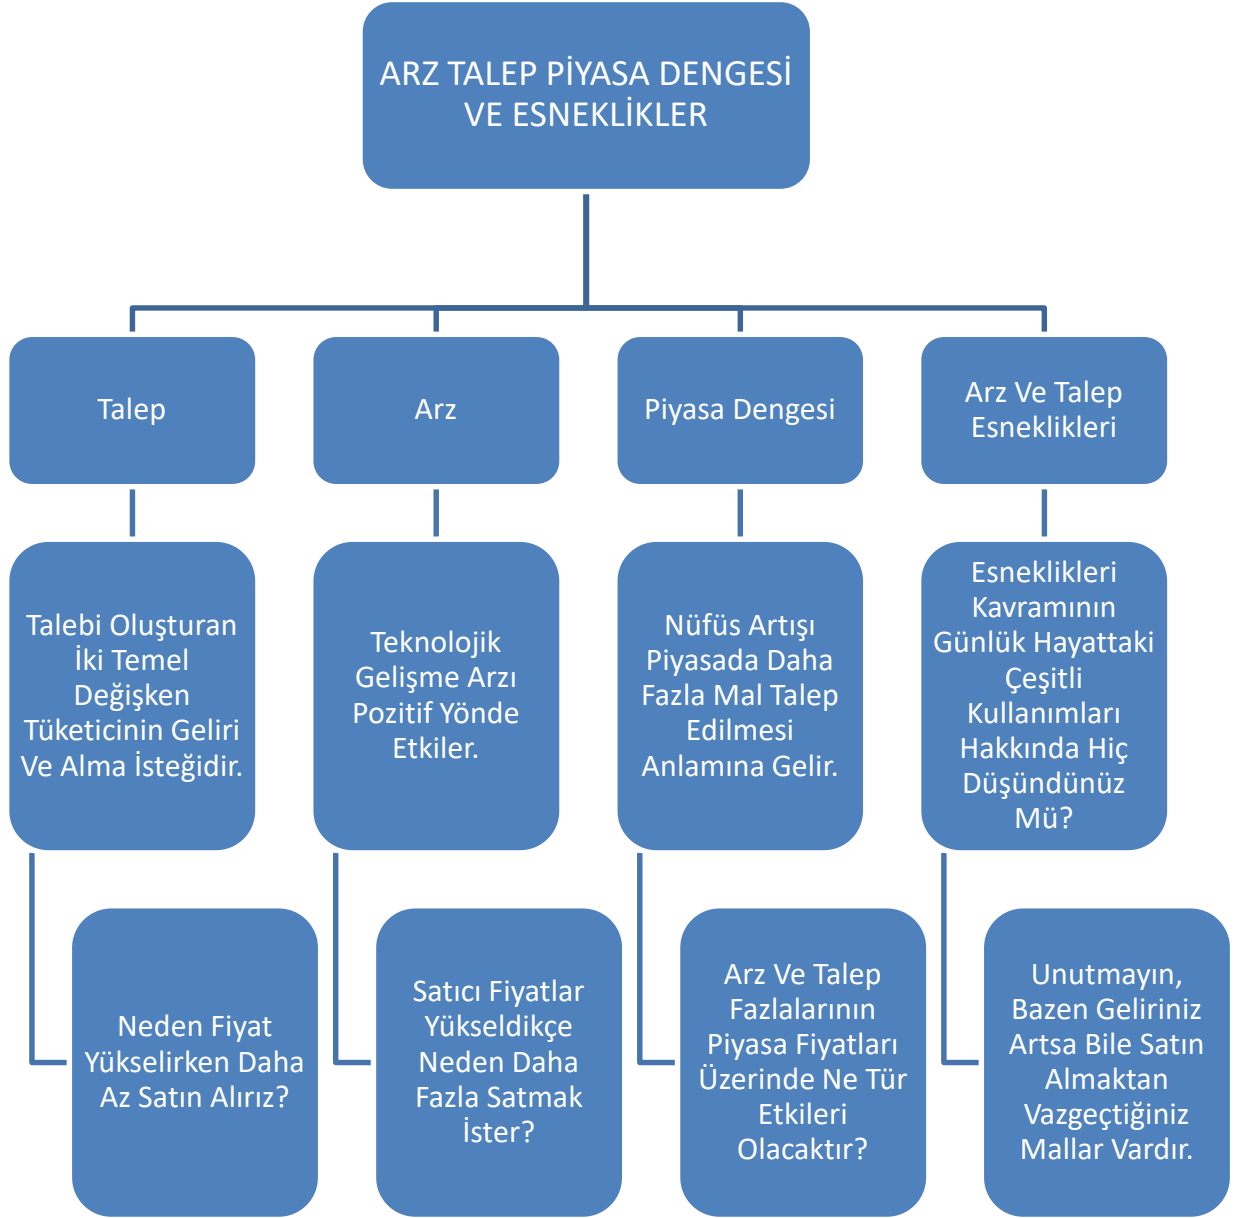 ARZ TALEP PİYASA DENGESİ
VE ESNEKLİKLER
Talep
Arz
Piyasa Dengesi
Arz Ve Talep
Esneklikleri
Talebi Oluşturan
İki Temel
Değişken
Tüketicinin Geliri
Ve Alma İsteğidir.
Teknolojik
Gelişme Arzı
Pozitif Yönde
Etkiler.
Nüfüs Artışı
Piyasada Daha
Fazla Mal Talep
Edilmesi
Anlamına Gelir.
Esneklikleri
Kavramının
Günlük Hayattaki
Çeşitli
Kullanımları
Hakkında Hiç
Düşündünüz
Mü?
Neden Fiyat
Yükselirken Daha
Az Satın Alırız?
Satıcı Fiyatlar
Yükseldikçe
Neden Daha
Fazla Satmak
İster?
Arz Ve Talep
Fazlalarının
Piyasa Fiyatları
Üzerinde Ne Tür
Etkileri
Olacaktır?
Unutmayın,
Bazen Geliriniz
Artsa Bile Satın
Almaktan
Vazgeçtiğiniz
Mallar Vardır.